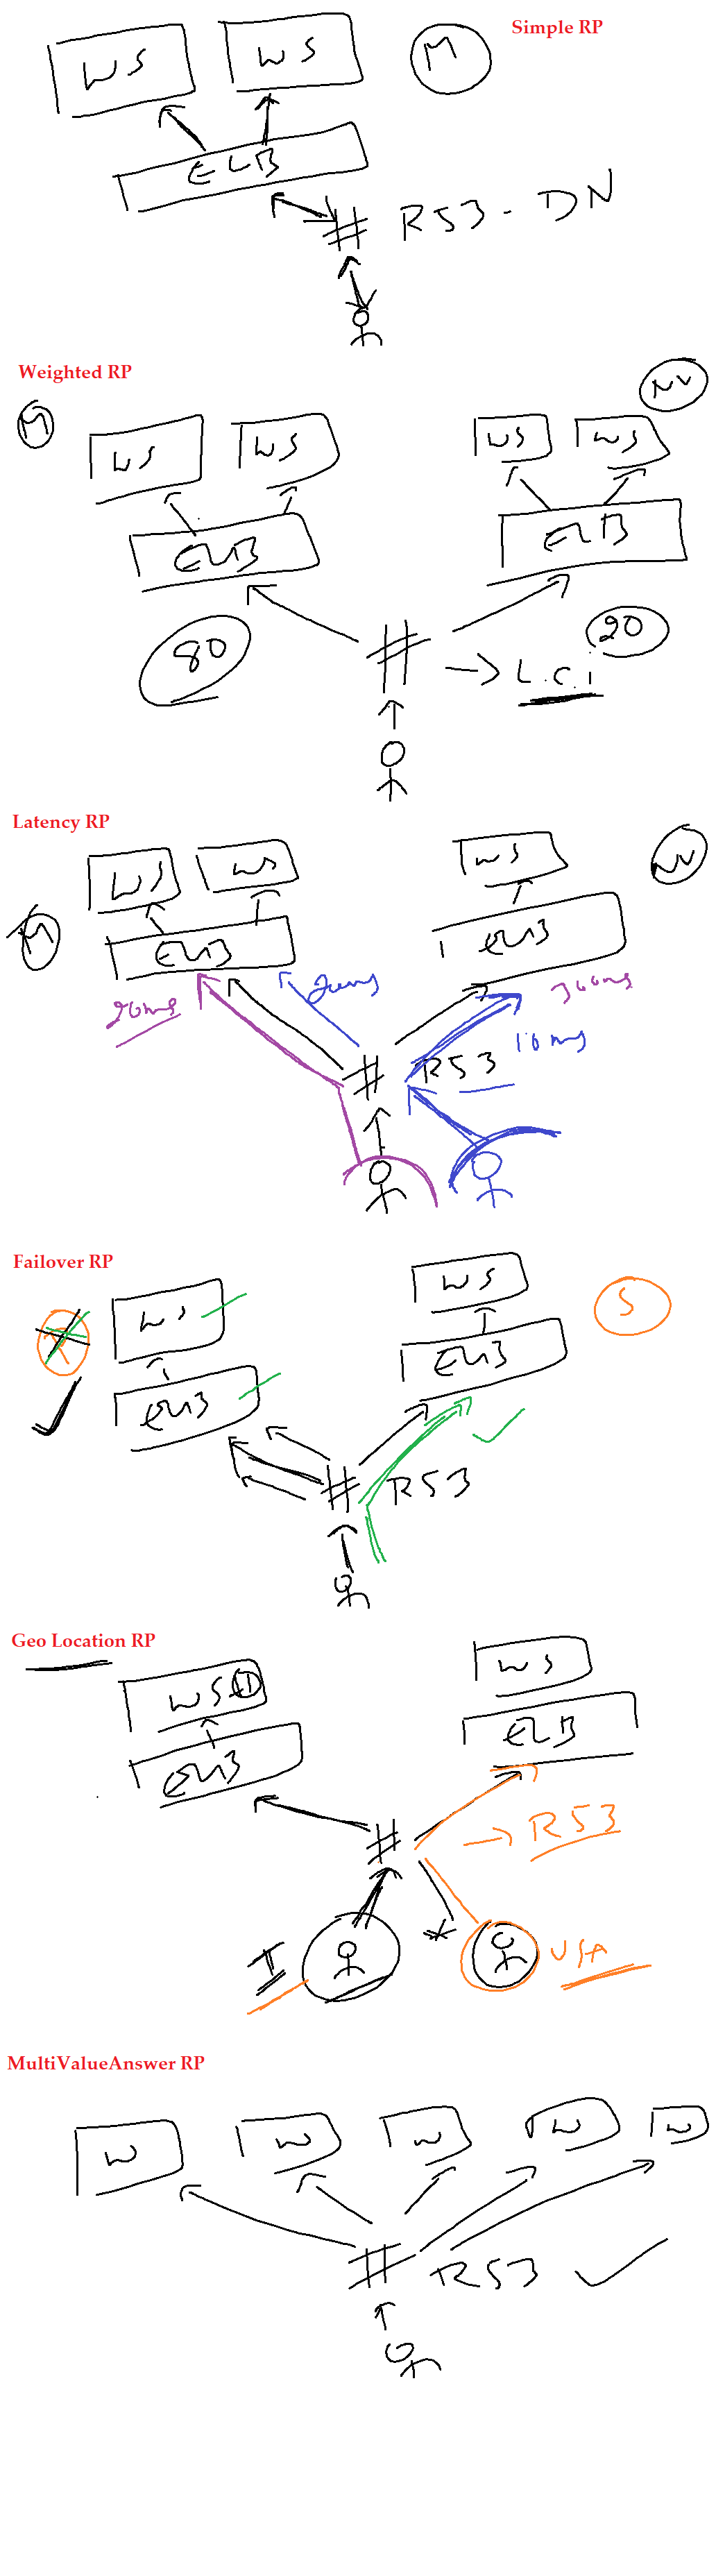 Simple RP
WS WS M
ELB
R53 - DN
Weighted RP
M NV
WS WS WS WS
ELB ELB
80 20
L.C.i
Latency RP
WS WS WS NV
M ELB ELB
20ms 20ms 300ms
R53 10ms
Failover RP
WS WS S
ELB ELB
R53
Geo Location RP
WS WS
ELB ELB
R53
I USA
MultiValueAnswer RP
W W W W W
R53